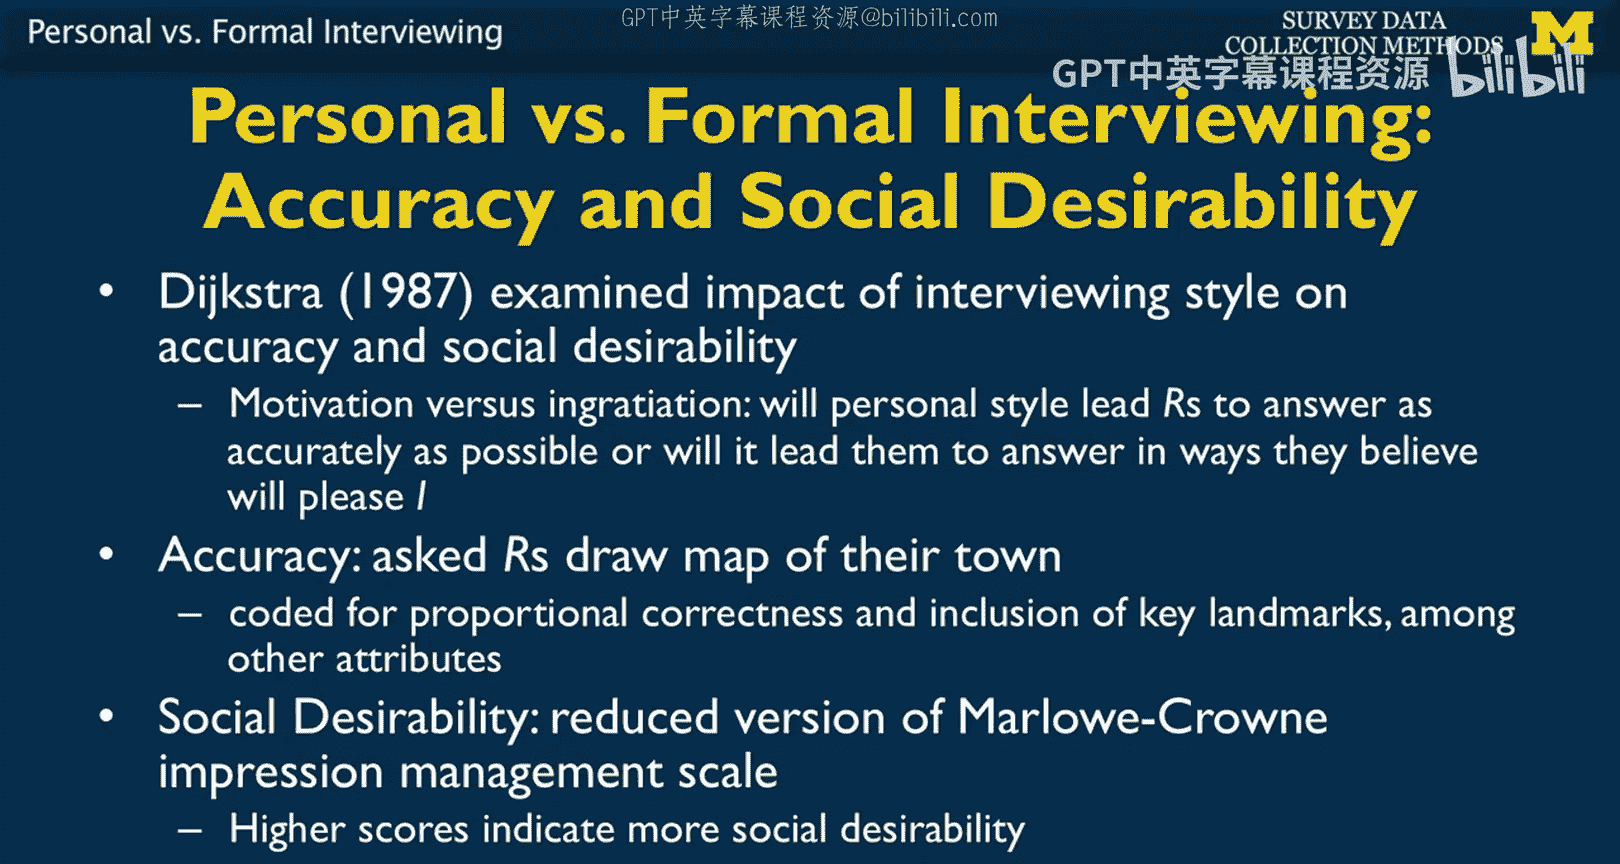 Personal vs. Formal Interviewing
GPT中英字幕课程资源@bilibili.com
SURVEY DATA
COLLECTION METHODS
M
GPT中英字幕课程资源 bilibili
Personal vs. Formal Interviewing:
Accuracy and Social Desirability
• Dijkstra (1987) examined impact of interviewing style on
accuracy and social desirability
– Motivation versus ingratiation: will personal style lead Rs to answer as
accurately as possible or will it lead them to answer in ways they believe
will please I
• Accuracy: asked Rs draw map of their town
– coded for proportional correctness and inclusion of key landmarks, among
other attributes
• Social Desirability: reduced version of Marlowe-Crowne
impression management scale
– Higher scores indicate more social desirability